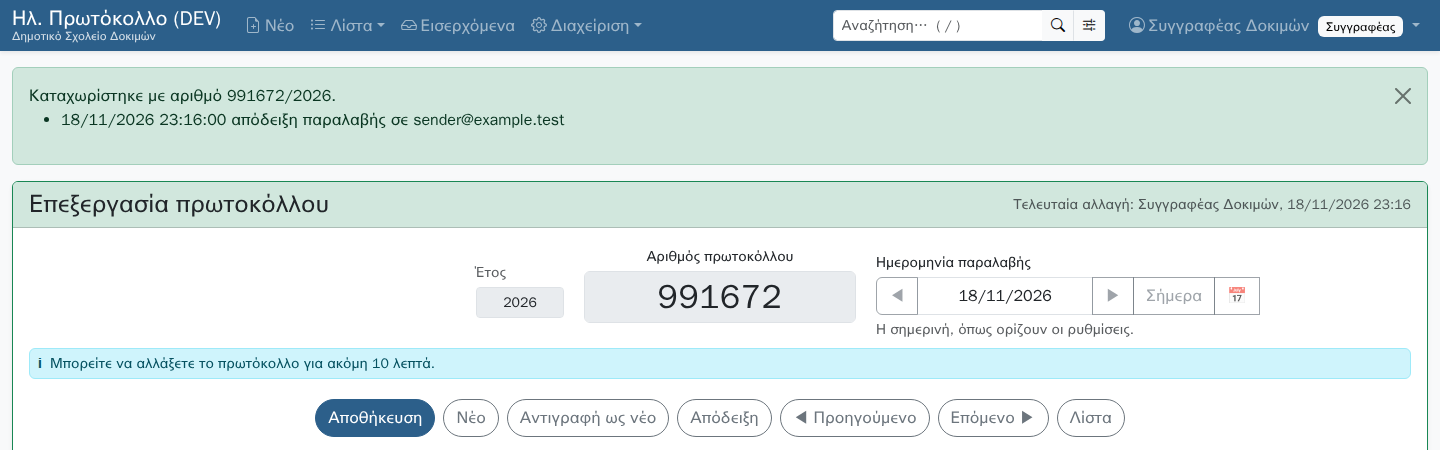 Ηλ. Πρωτόκολλο (DEV)
Δημοτικό Σχολείο Δοκιμών
Νέο
Λίστα
Εισερχόμενα
Διαχείριση
Αναζήτηση… ( / )
Συγγραφέας Δοκιμών
Συγγραφέας
Καταχωρίστηκε με αριθμό 991672/2026.
• 18/11/2026 23:16:00 απόδειξη παραλαβής σε sender@example.test
Επεξεργασία πρωτοκόλλου
Τελευταία αλλαγή: Συγγραφέας Δοκιμών, 18/11/2026 23:16
Έτος
2026
Αριθμός πρωτοκόλλου
991672
Ημερομηνία παραλαβής
◀ 18/11/2026 ▶ Σήμερα
Η σημερινή, όπως ορίζουν οι ρυθμίσεις.
i Μπορείτε να αλλάξετε το πρωτόκολλο για ακόμη 10 λεπτά.
Αποθήκευση
Νέο
Αντιγραφή ως νέο
Απόδειξη
◀ Προηγούμενο
Επόμενο ▶
Λίστα